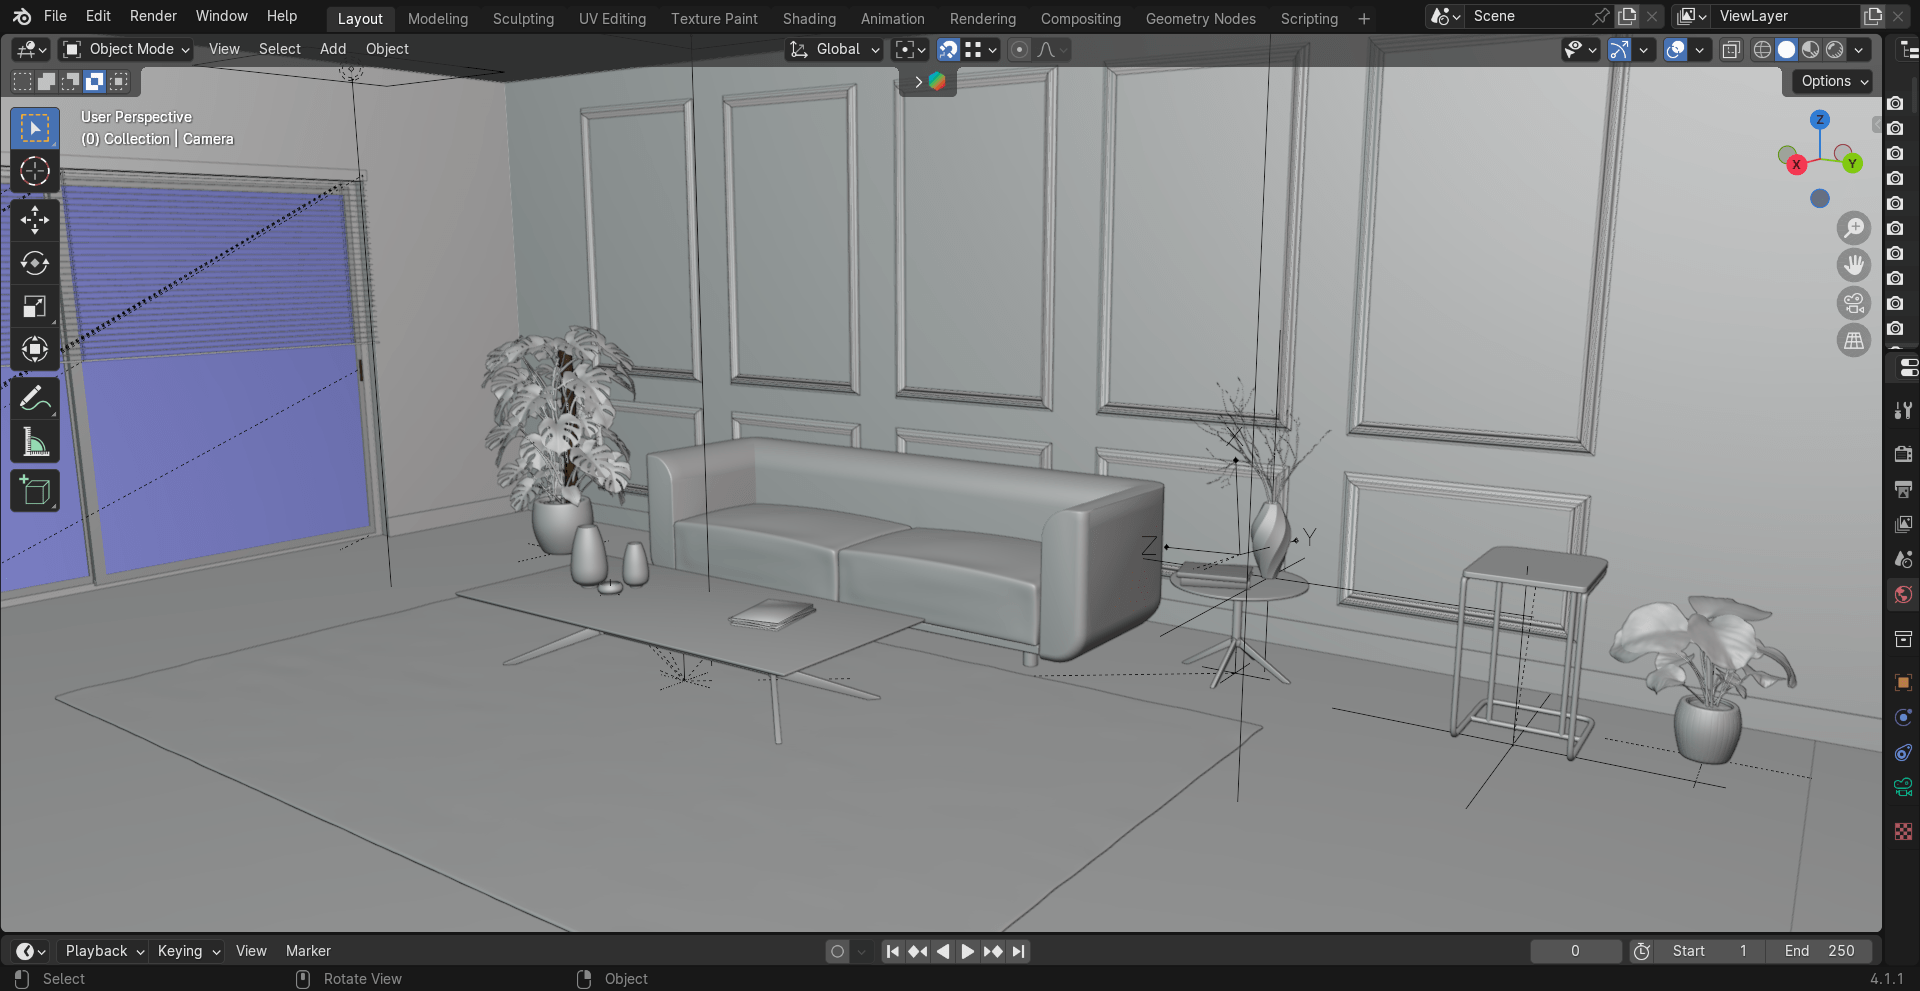 File Edit Render Window Help Layout Modeling Sculpting UV Editing Texture Paint Shading Animation Rendering Compositing Geometry Nodes Scripting + Scene ViewLayer
Object Mode View Select Add Object Global
Options
User Perspective
(0) Collection | Camera
Z
X Y
Z Y
Playback Keying View Marker 0 Start 1 End 250
Select Rotate View Object 4.1.1